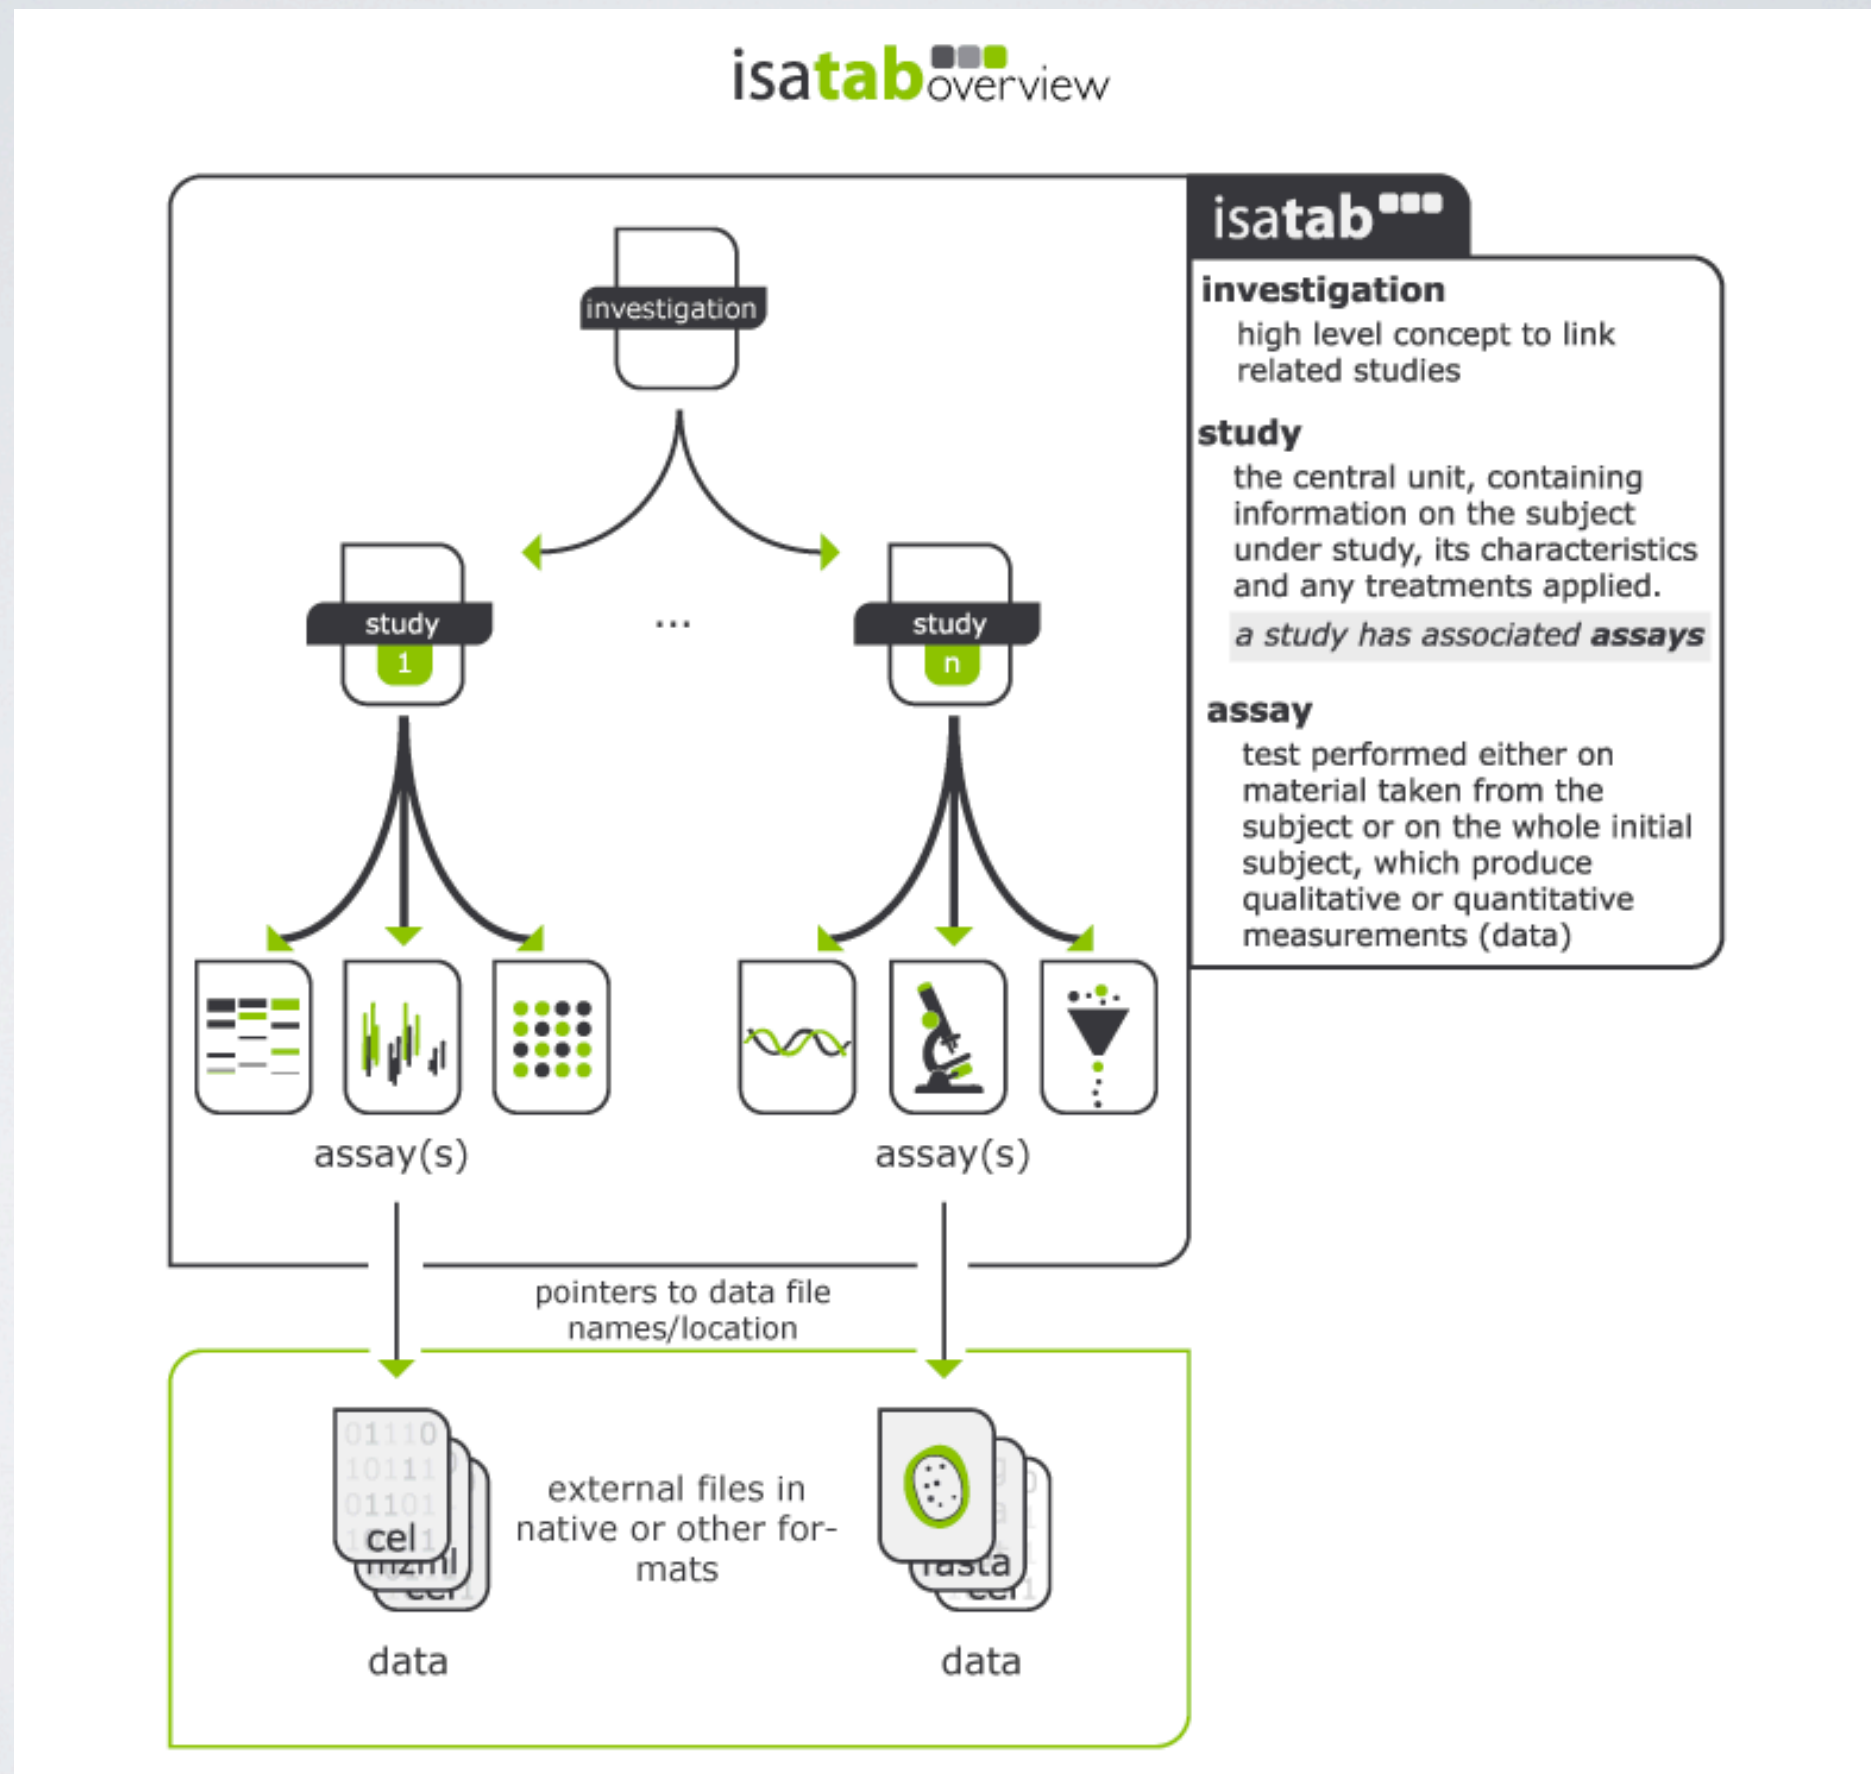 isatab overview
isatab
investigation
investigation
high level concept to link
related studies
study
the central unit, containing
information on the subject
under study, its characteristics
and any treatments applied.
a study has associated assays
assay
test performed either on
material taken from the
subject or on the whole initial
subject, which produce
qualitative or quantitative
measurements (data)
study
1
...
study
n
assay(s)
assay(s)
pointers to data file
names/location
01110
10111
01101
cel
mzml
cel
external files in
native or other for-
mats
fasta
cel
data
data